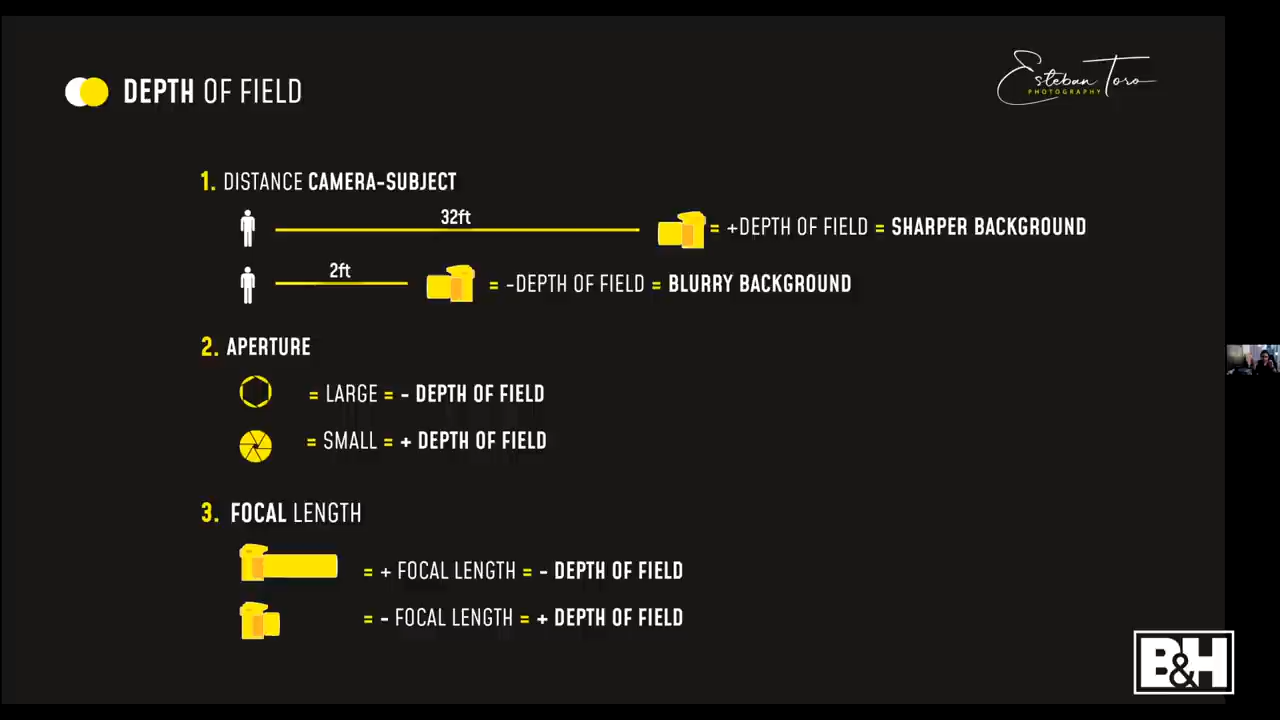 DEPTH OF FIELD
Esteban Toro
PHOTOGRAPHY
1. DISTANCE CAMERA-SUBJECT
32ft
= +DEPTH OF FIELD = SHARPER BACKGROUND
2ft
= -DEPTH OF FIELD = BLURRY BACKGROUND
2. APERTURE
= LARGE = - DEPTH OF FIELD
= SMALL = + DEPTH OF FIELD
3. FOCAL LENGTH
= + FOCAL LENGTH = - DEPTH OF FIELD
= - FOCAL LENGTH = + DEPTH OF FIELD
B&H